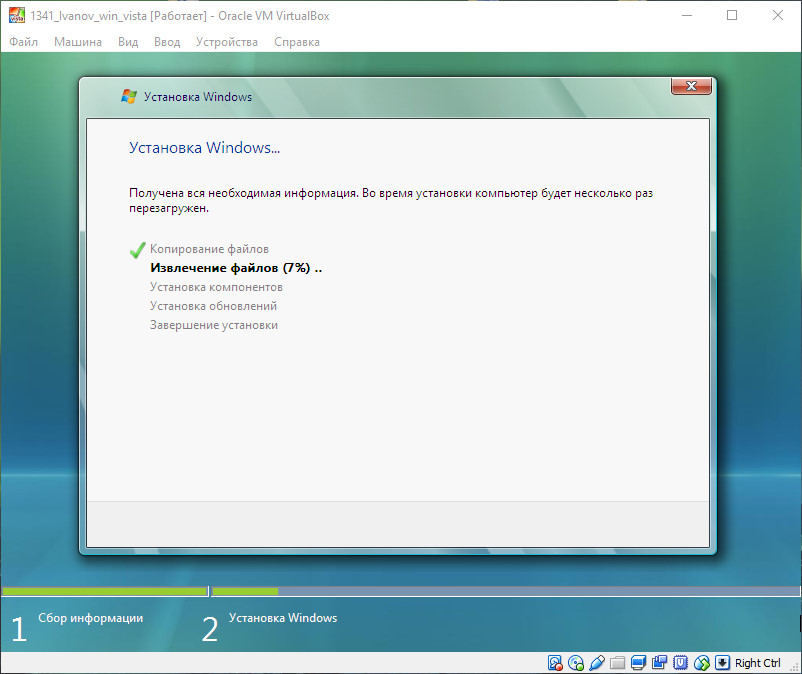 1341_Ivanov_win_vista [Работает] - Oracle VM VirtualBox
Файл Машина Вид Ввод Устройства Справка
Установка Windows
Установка Windows...
Получена вся необходимая информация. Во время установки компьютер будет несколько раз
перезагружен.
Копирование файлов
Извлечение файлов (7%) ..
Установка компонентов
Установка обновлений
Завершение установки
1 Сбор информации 2 Установка Windows
Right Ctrl